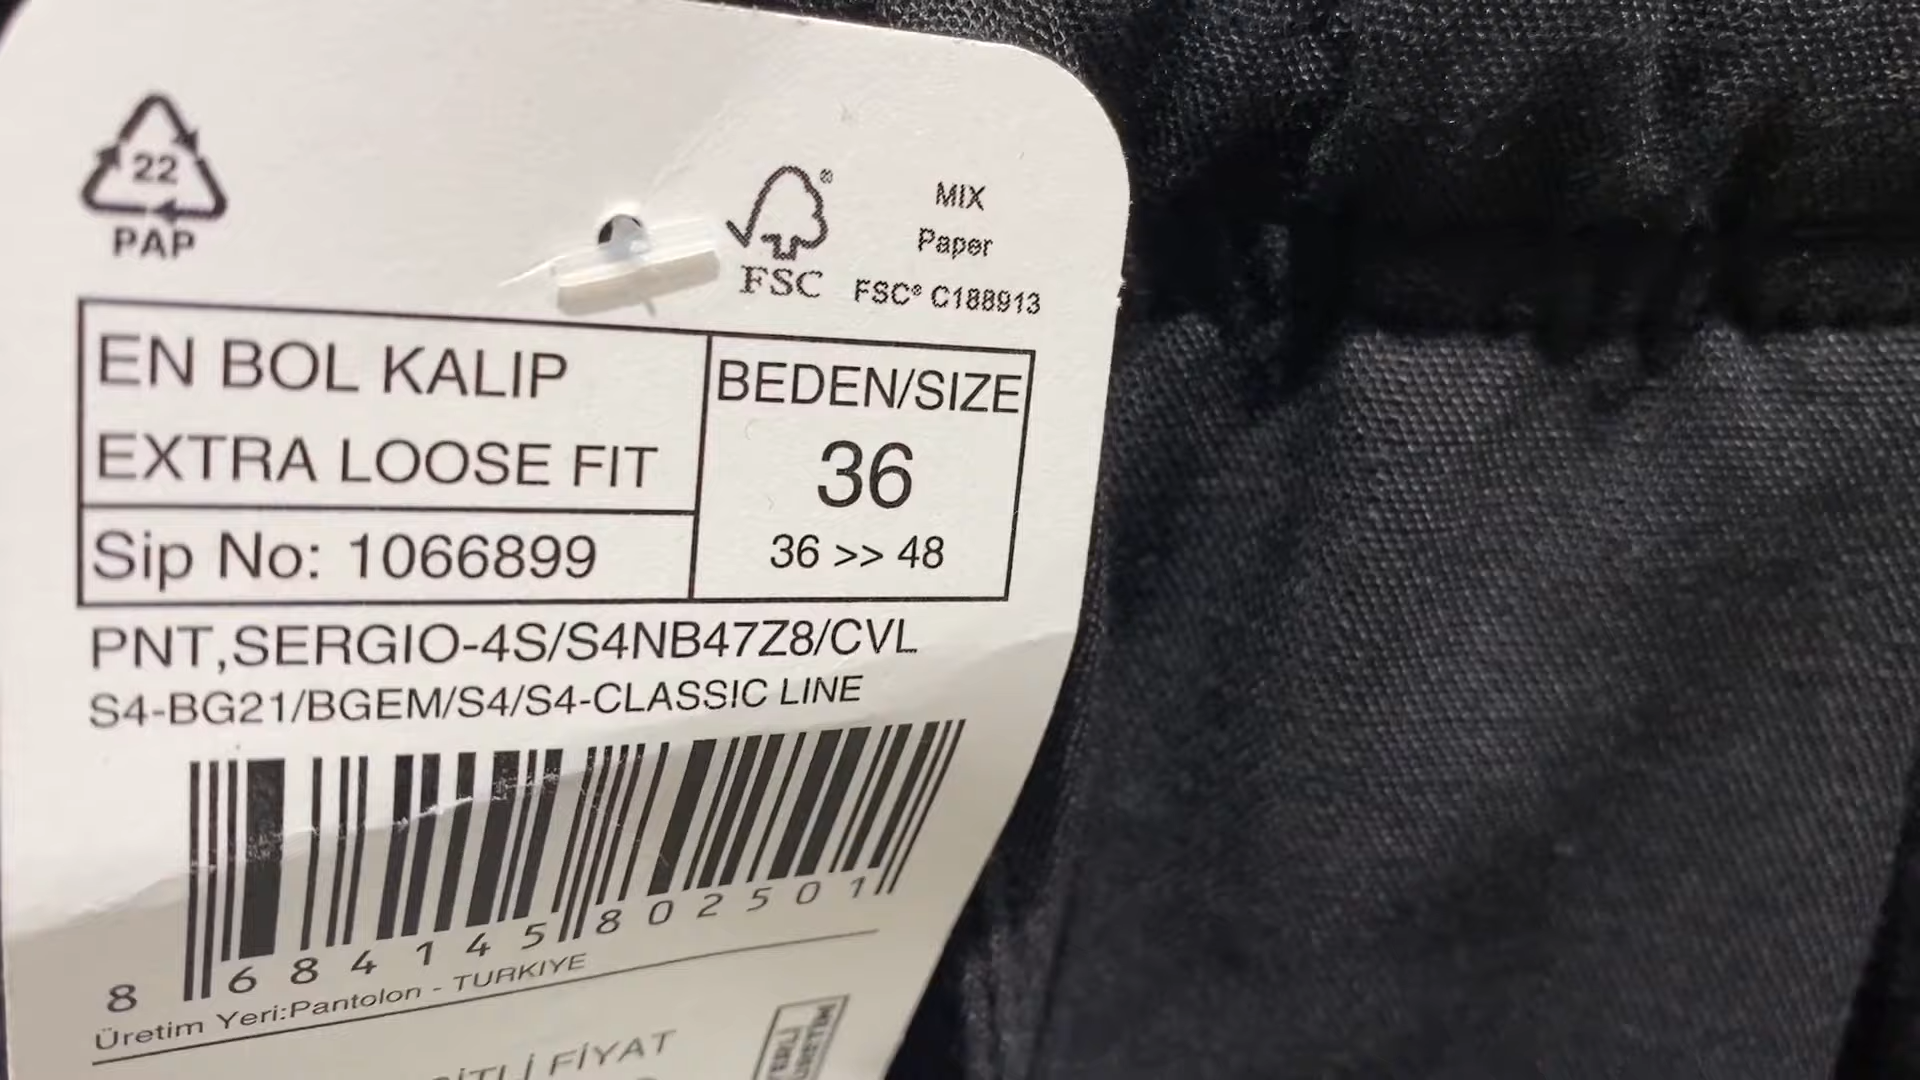 22
PAP
FSC®
MIX
Paper
FSC® C188913
EN BOL KALIP
EXTRA LOOSE FIT
BEDEN/SIZE
36
36 >> 48
Sip No: 1066899
PNT,SERGIO-4S/S4NB47Z8/CVL
S4-BG21/BGEM/S4/S4-CLASSIC LINE
8 684145 802501
Üretim Yeri:Pantolon - TURKIYE
FİYAT